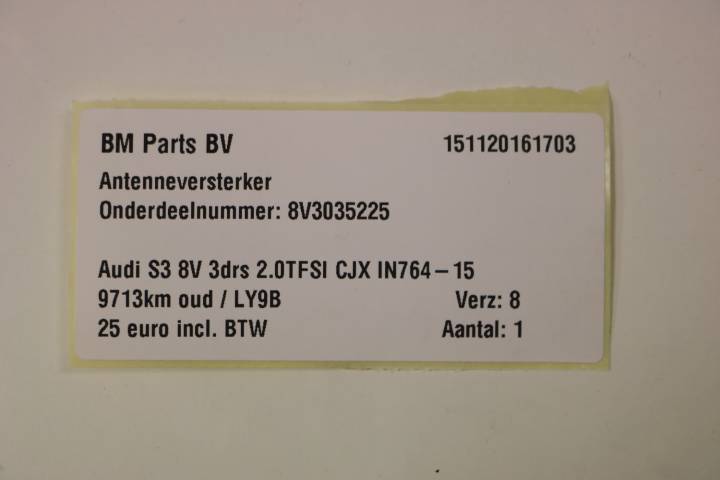 BM Parts BV 151120161703
Antenneversterker
Onderdeelnummer: 8V3035225
Audi S3 8V 3drs 2.0TFSI CJX IN764-15
9713km oud / LY9B Verz: 8
25 euro incl. BTW Aantal: 1